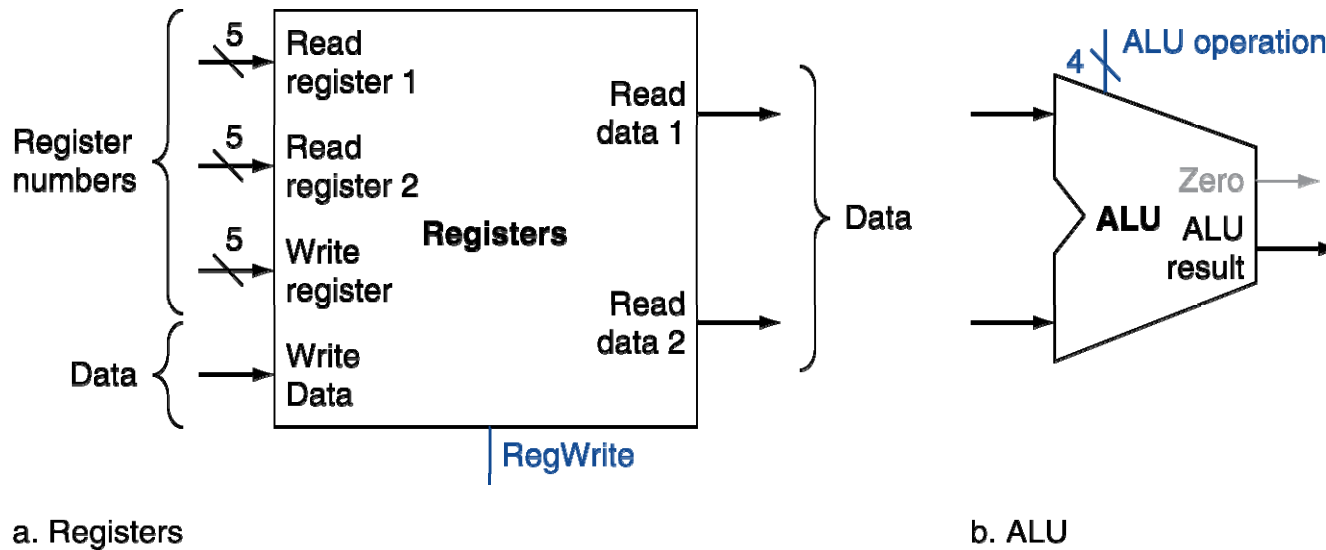 Register
numbers
Data
5
Read
register 1
5
Read
register 2
5
Write
register
Write
Data
Registers
Read
data 1
Read
data 2
RegWrite
Data
4
ALU operation
Zero
ALU
ALU
result
a. Registers
b. ALU